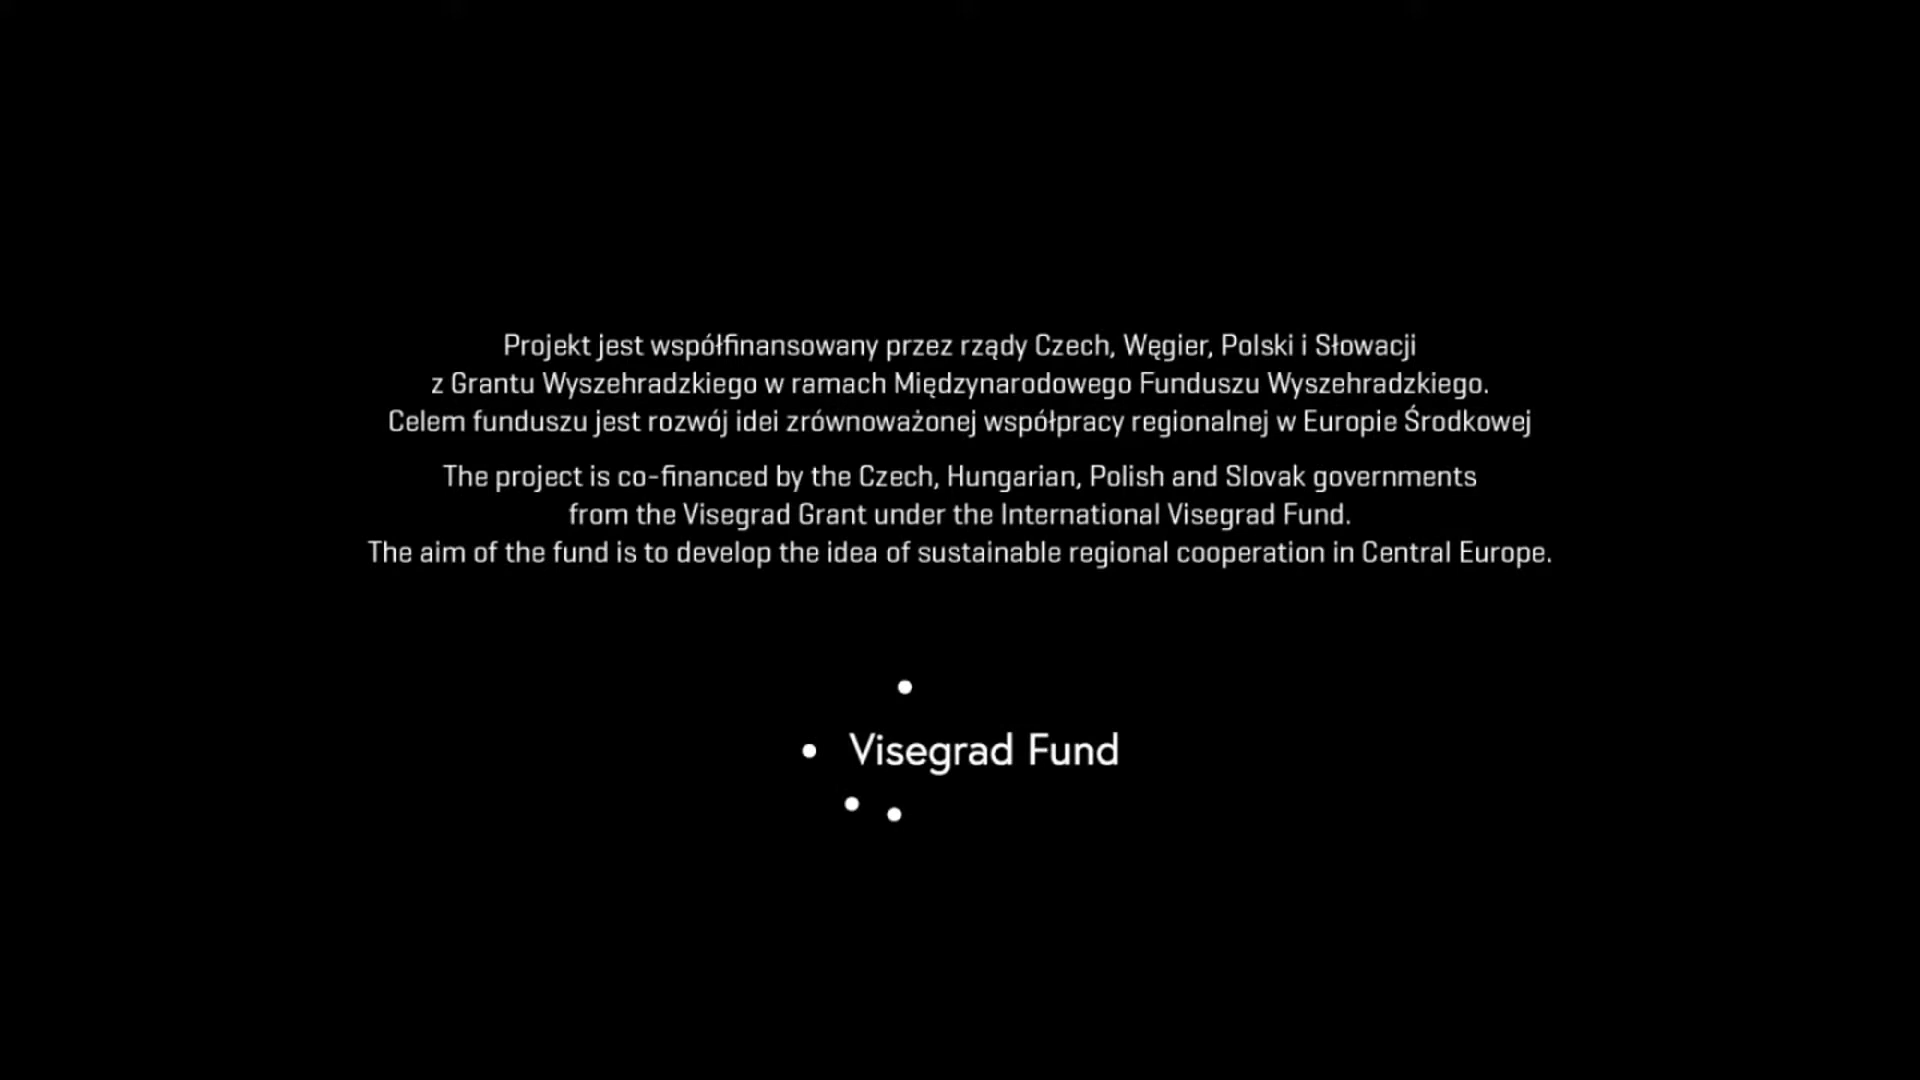 Projekt jest współfinansowany przez rządy Czech, Węgier, Polski i Słowacji
z Grantu Wyszehradzkiego w ramach Międzynarodowego Funduszu Wyszehradzkiego.
Celem funduszu jest rozwój idei zrównoważonej współpracy regionalnej w Europie Środkowej
The project is co-financed by the Czech, Hungarian, Polish and Slovak governments
from the Visegrad Grant under the International Visegrad Fund.
The aim of the fund is to develop the idea of sustainable regional cooperation in Central Europe.
Visegrad Fund